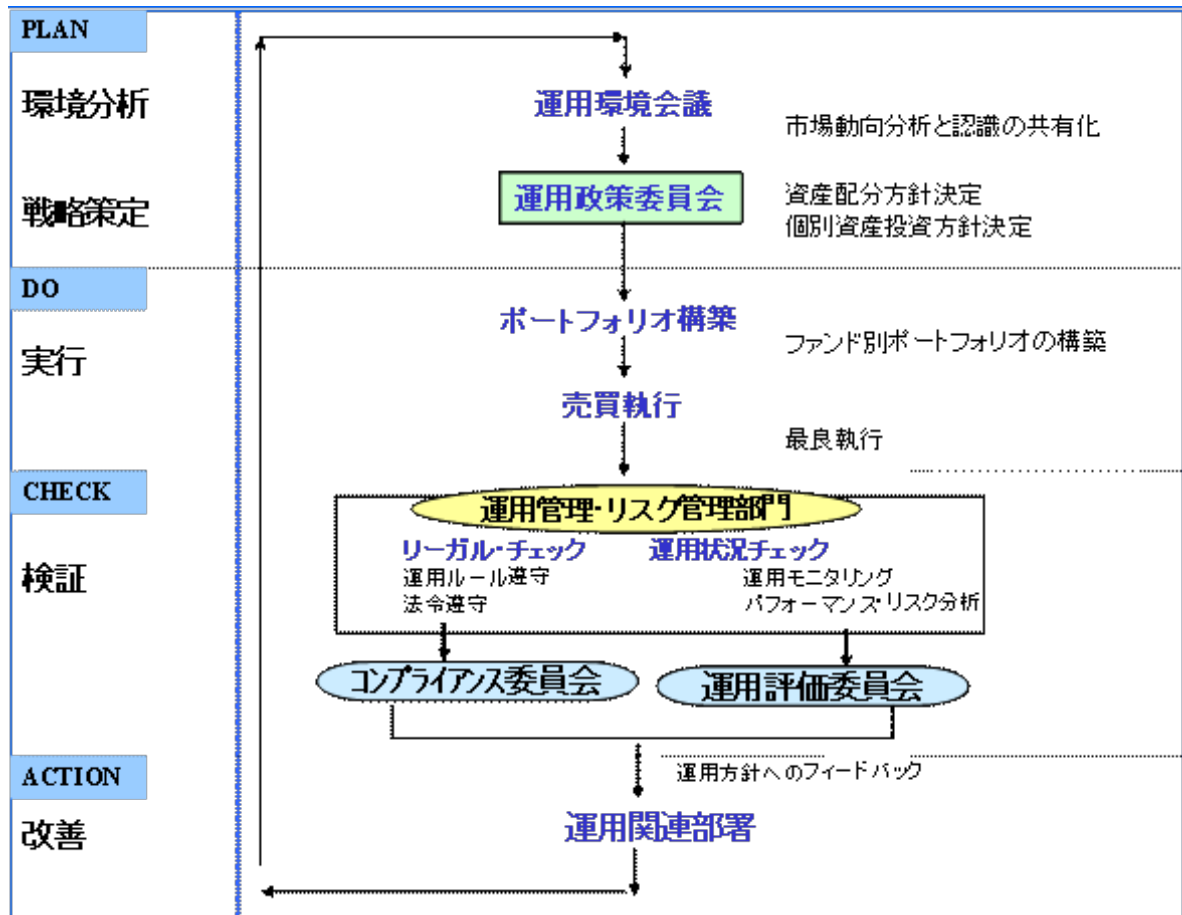 PLAN
環境分析
運用環境会議
市場動向分析と認識の共有化
戦略策定
運用政策委員会
資産配分方針決定
個別資産投資方針決定
DO
実行
ポートフォリオ構築
ファンド別ポートフォリオの構築
売買執行
最良執行
CHECK
検証
運用管理・リスク管理部門
リーガル・チェック
運用ルール遵守
法令遵守
運用状況チェック
運用モニタリング
パフォーマンス・リスク分析
コンプライアンス委員会
運用評価委員会
ACTION
改善
運用方針へのフィードバック
運用関連部署